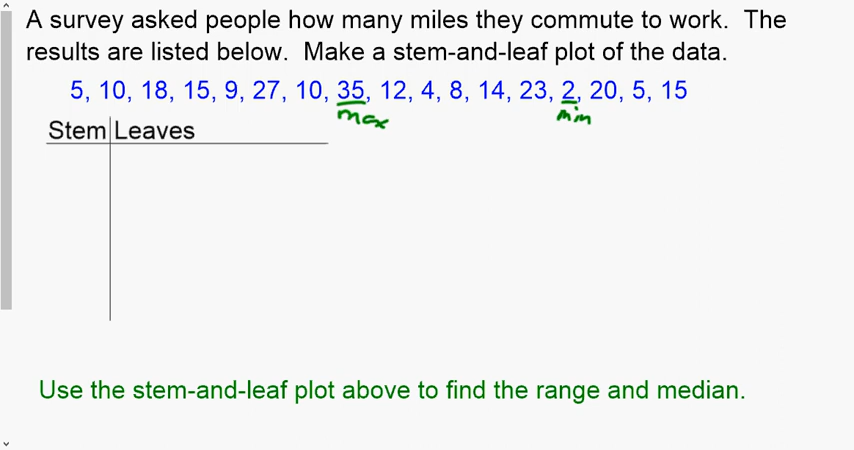 A survey asked people how many miles they commute to work. The
results are listed below. Make a stem-and-leaf plot of the data.
5, 10, 18, 15, 9, 27, 10, 35, 12, 4, 8, 14, 23, 2, 20, 5, 15
max min
Stem Leaves
Use the stem-and-leaf plot above to find the range and median.